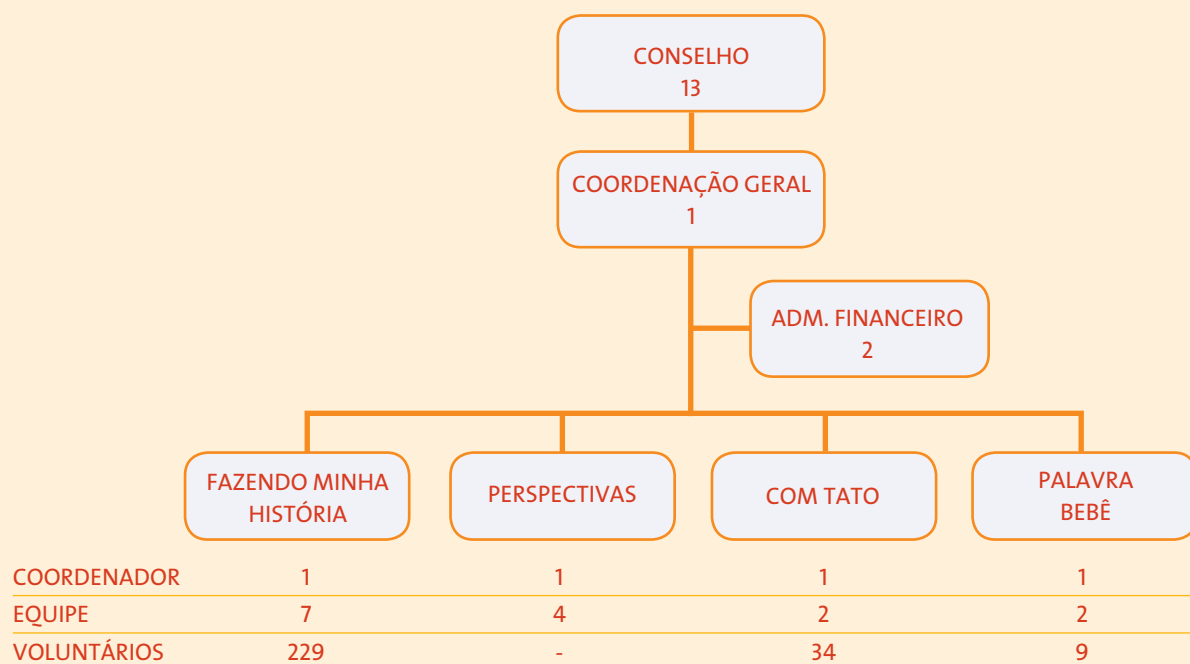 CONSELHO
13
COORDENAÇÃO GERAL
1
ADM. FINANCEIRO
2
FAZENDO MINHA
HISTÓRIA
PERSPECTIVAS
COM TATO
PALAVRA
BEBÊ
COORDENADOR 1 1 1 1
EQUIPE 7 4 2 2
VOLUNTÁRIOS 229 - 34 9